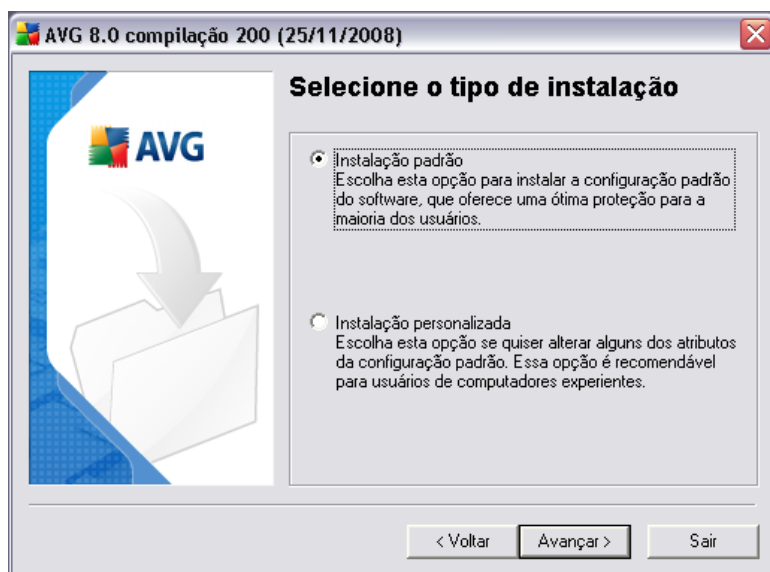 AVG 8.0 compilação 200 (25/11/2008)
AVG
Selecione o tipo de instalação
Instalação padrão
Escolha esta opção para instalar a configuração padrão
do software, que oferece uma ótima proteção para a
maioria dos usuários.
Instalação personalizada
Escolha esta opção se quiser alterar alguns dos atributos
da configuração padrão. Essa opção é recomendável
para usuários de computadores experientes.
< Voltar
Avançar >
Sair